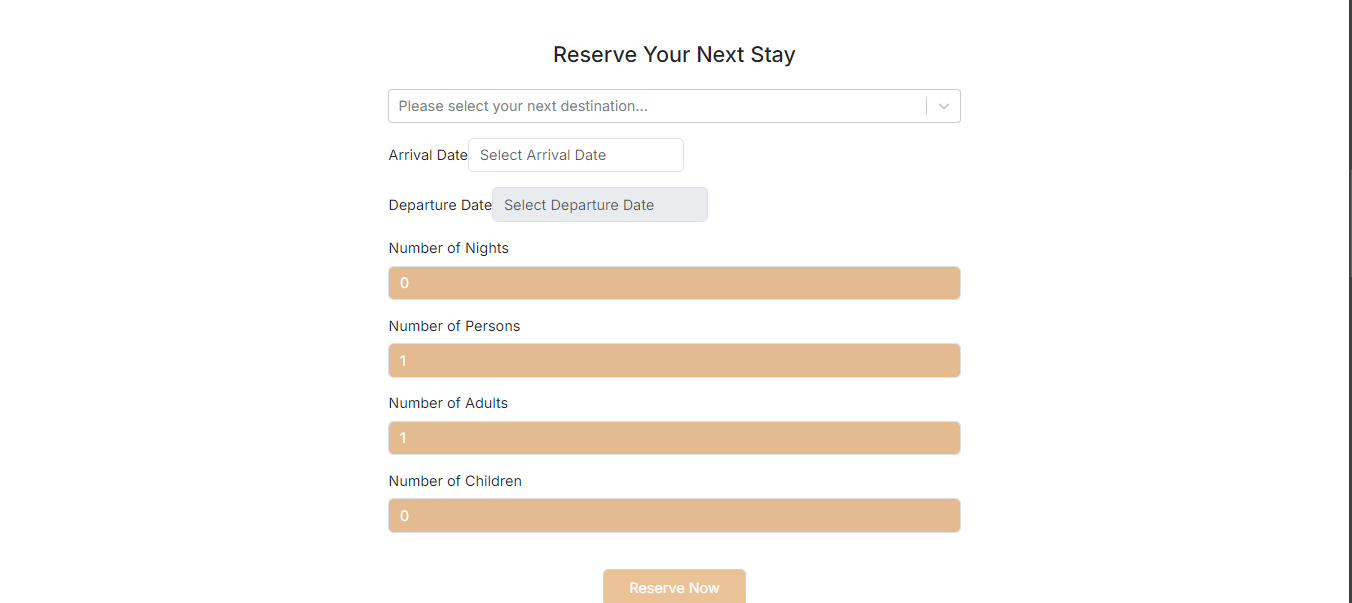 Reserve Your Next Stay
Please select your next destination...
Arrival Date Select Arrival Date
Departure Date Select Departure Date
Number of Nights
0
Number of Persons
1
Number of Adults
1
Number of Children
0
Reserve Now